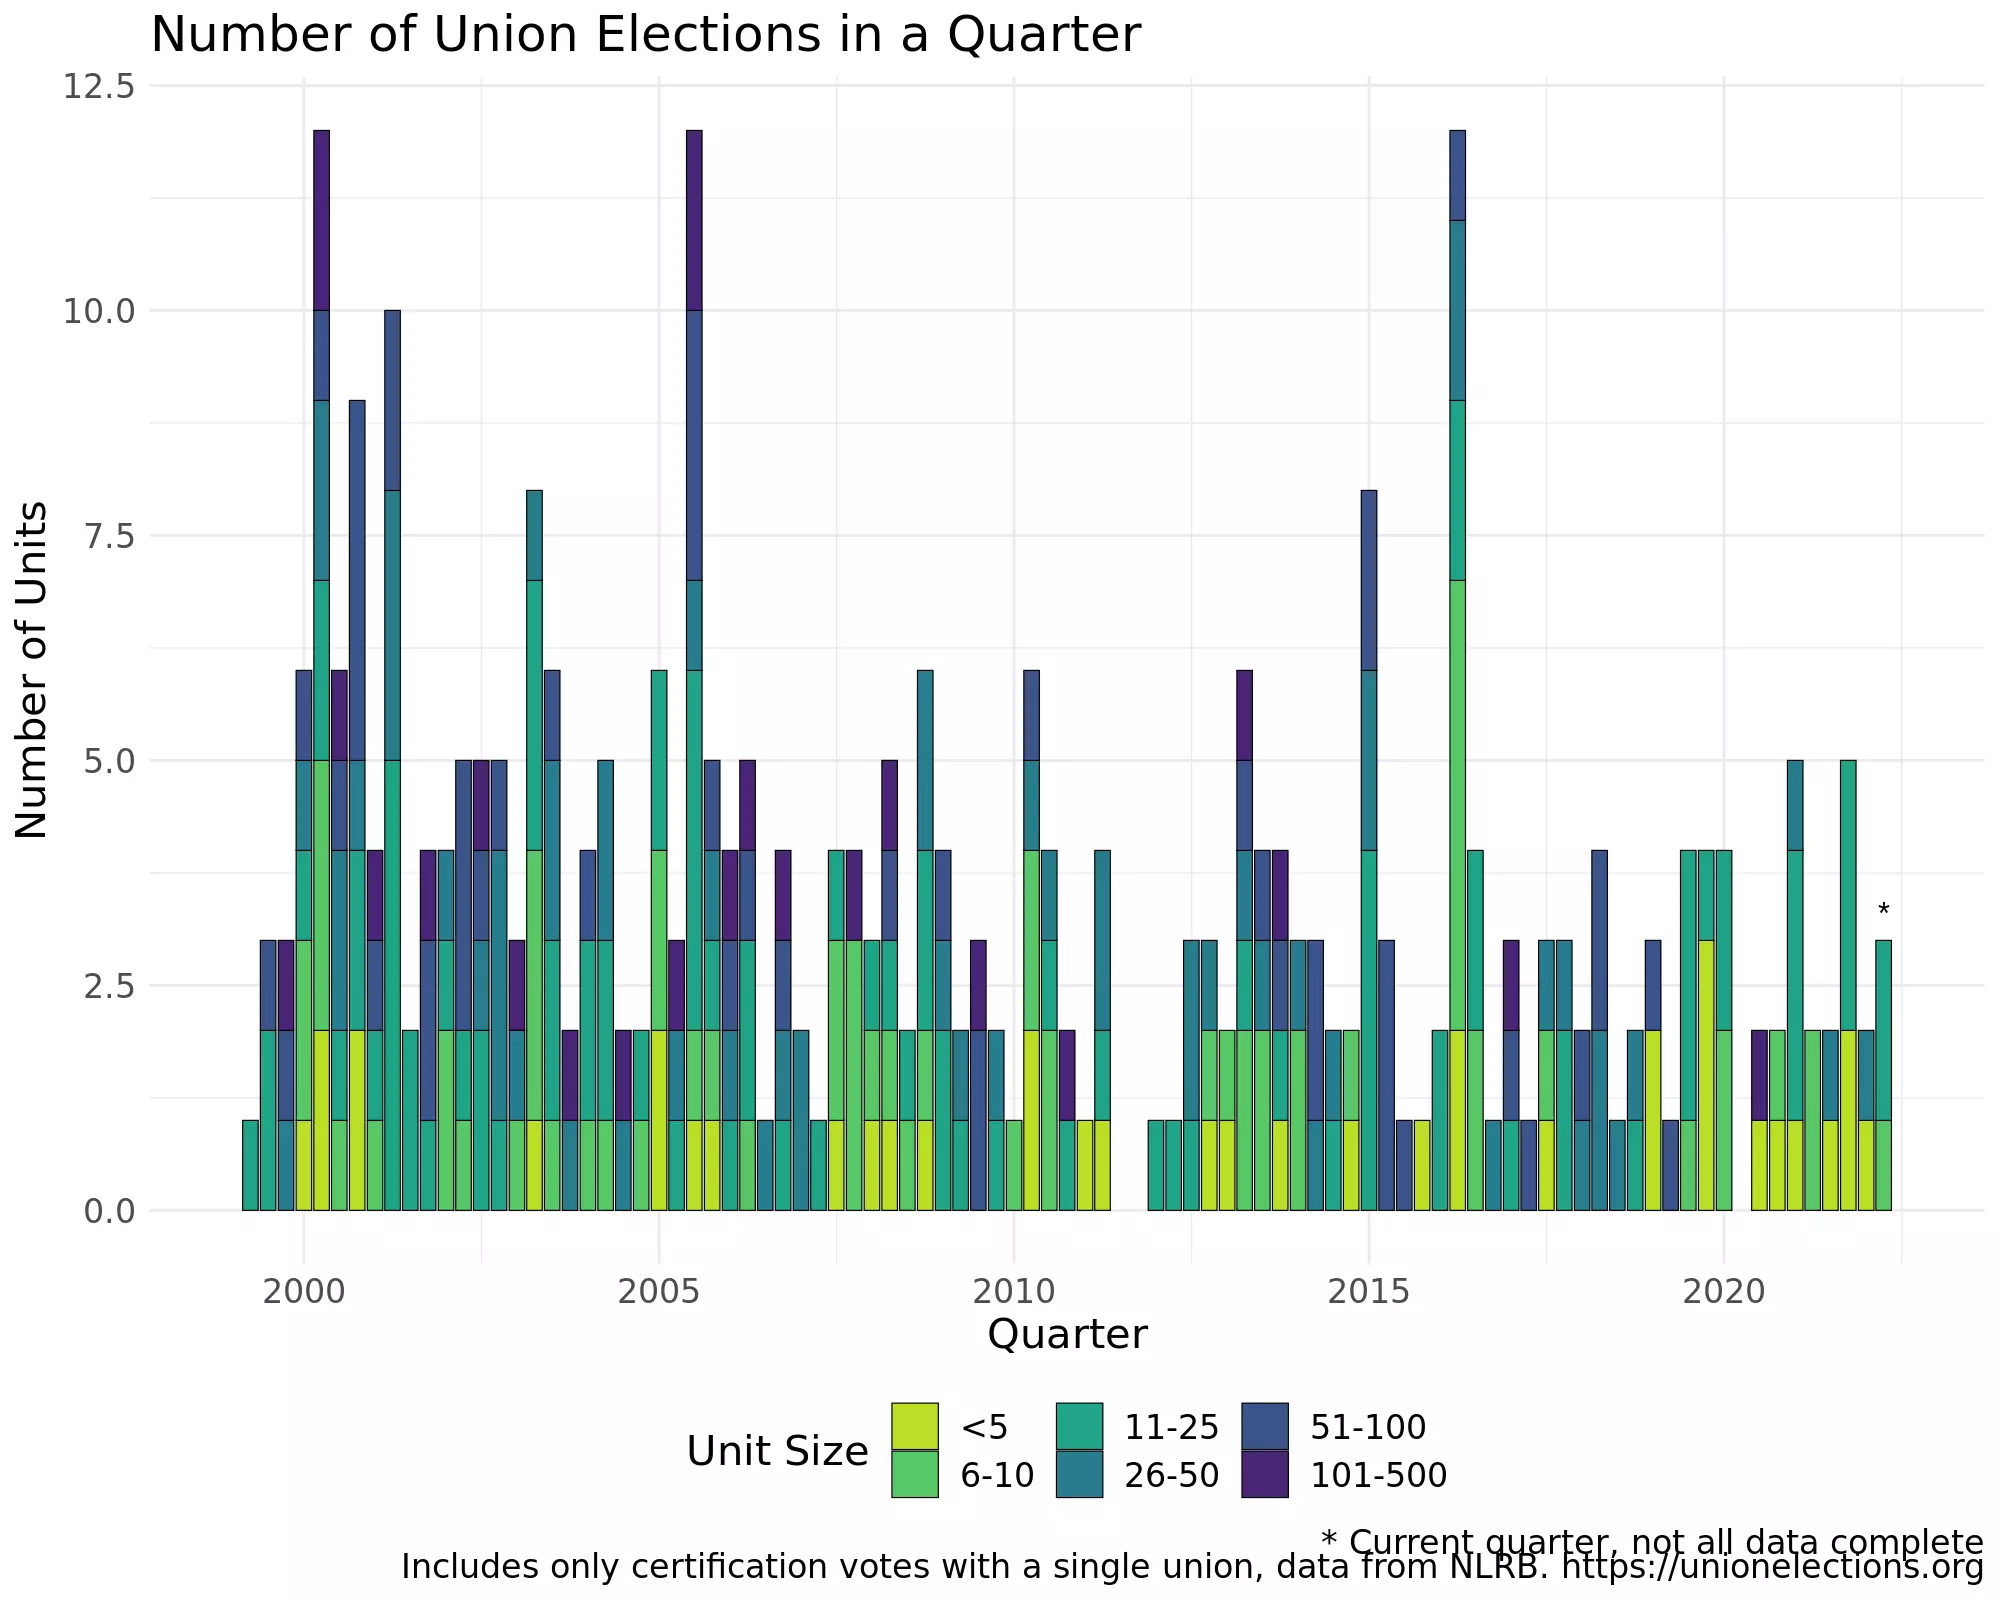 Number of Union Elections in a Quarter
12.5
10.0
7.5
5.0
2.5
0.0
Number of Units
*
2000 2005 2010 2015 2020
Quarter
Unit Size
<5 11-25 51-100
6-10 26-50 101-500
* Current quarter, not all data complete
Includes only certification votes with a single union, data from NLRB. https://unionelections.org